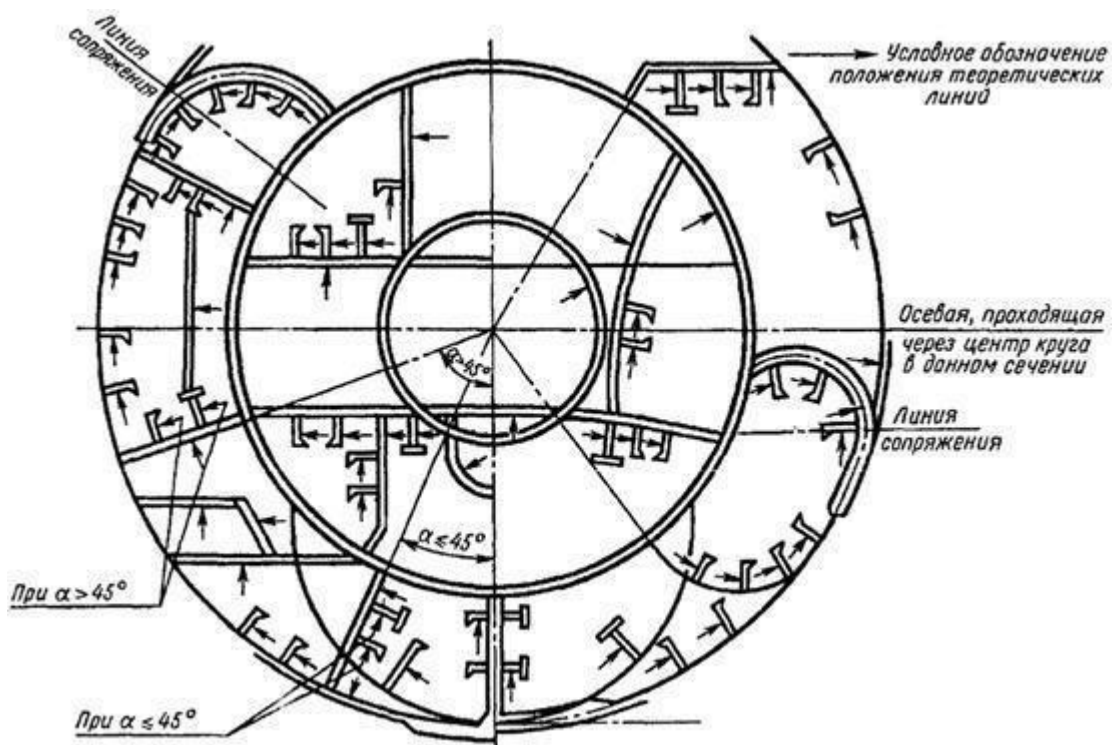 Линия
сопряжения
Условное обозначение
положения теоретических
линий
Осевая, проходящая
через центр круга
в данном сечении
Линия
сопряжения
α>45°
α≤45°
При α>45°
При α≤45°